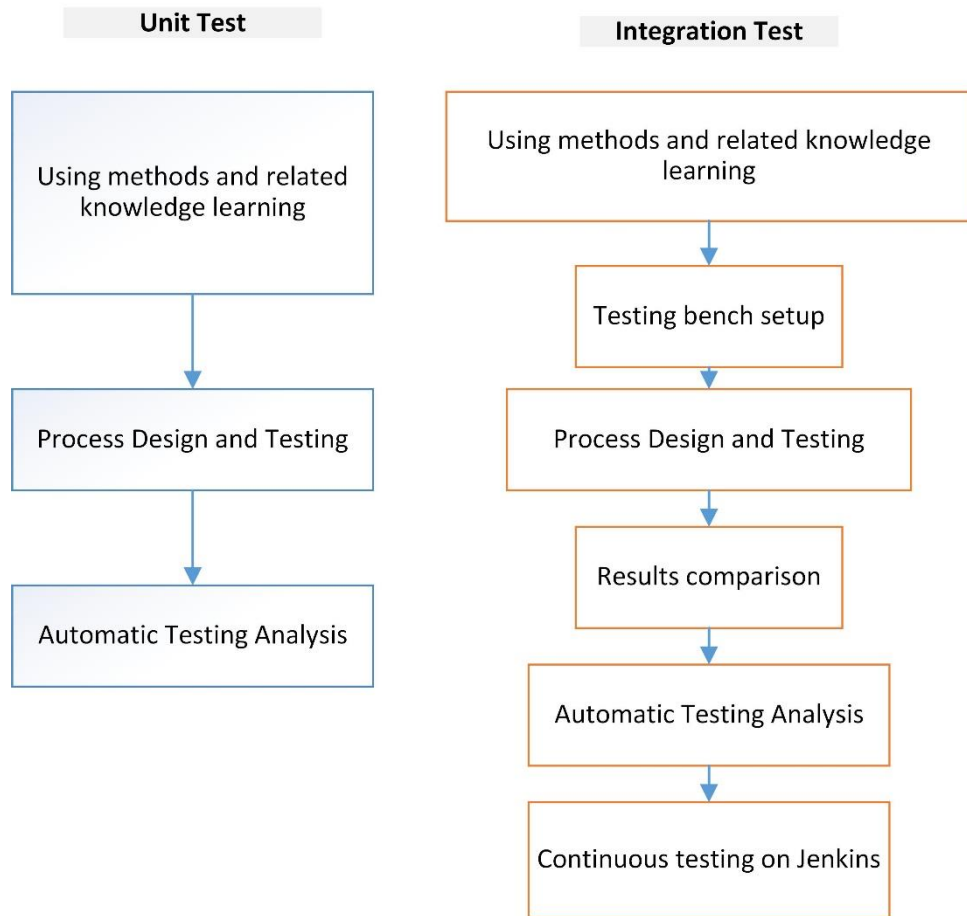 Unit Test
Using methods and related
knowledge learning
Process Design and Testing
Automatic Testing Analysis
Integration Test
Using methods and related knowledge
learning
Testing bench setup
Process Design and Testing
Results comparison
Automatic Testing Analysis
Continuous testing on Jenkins